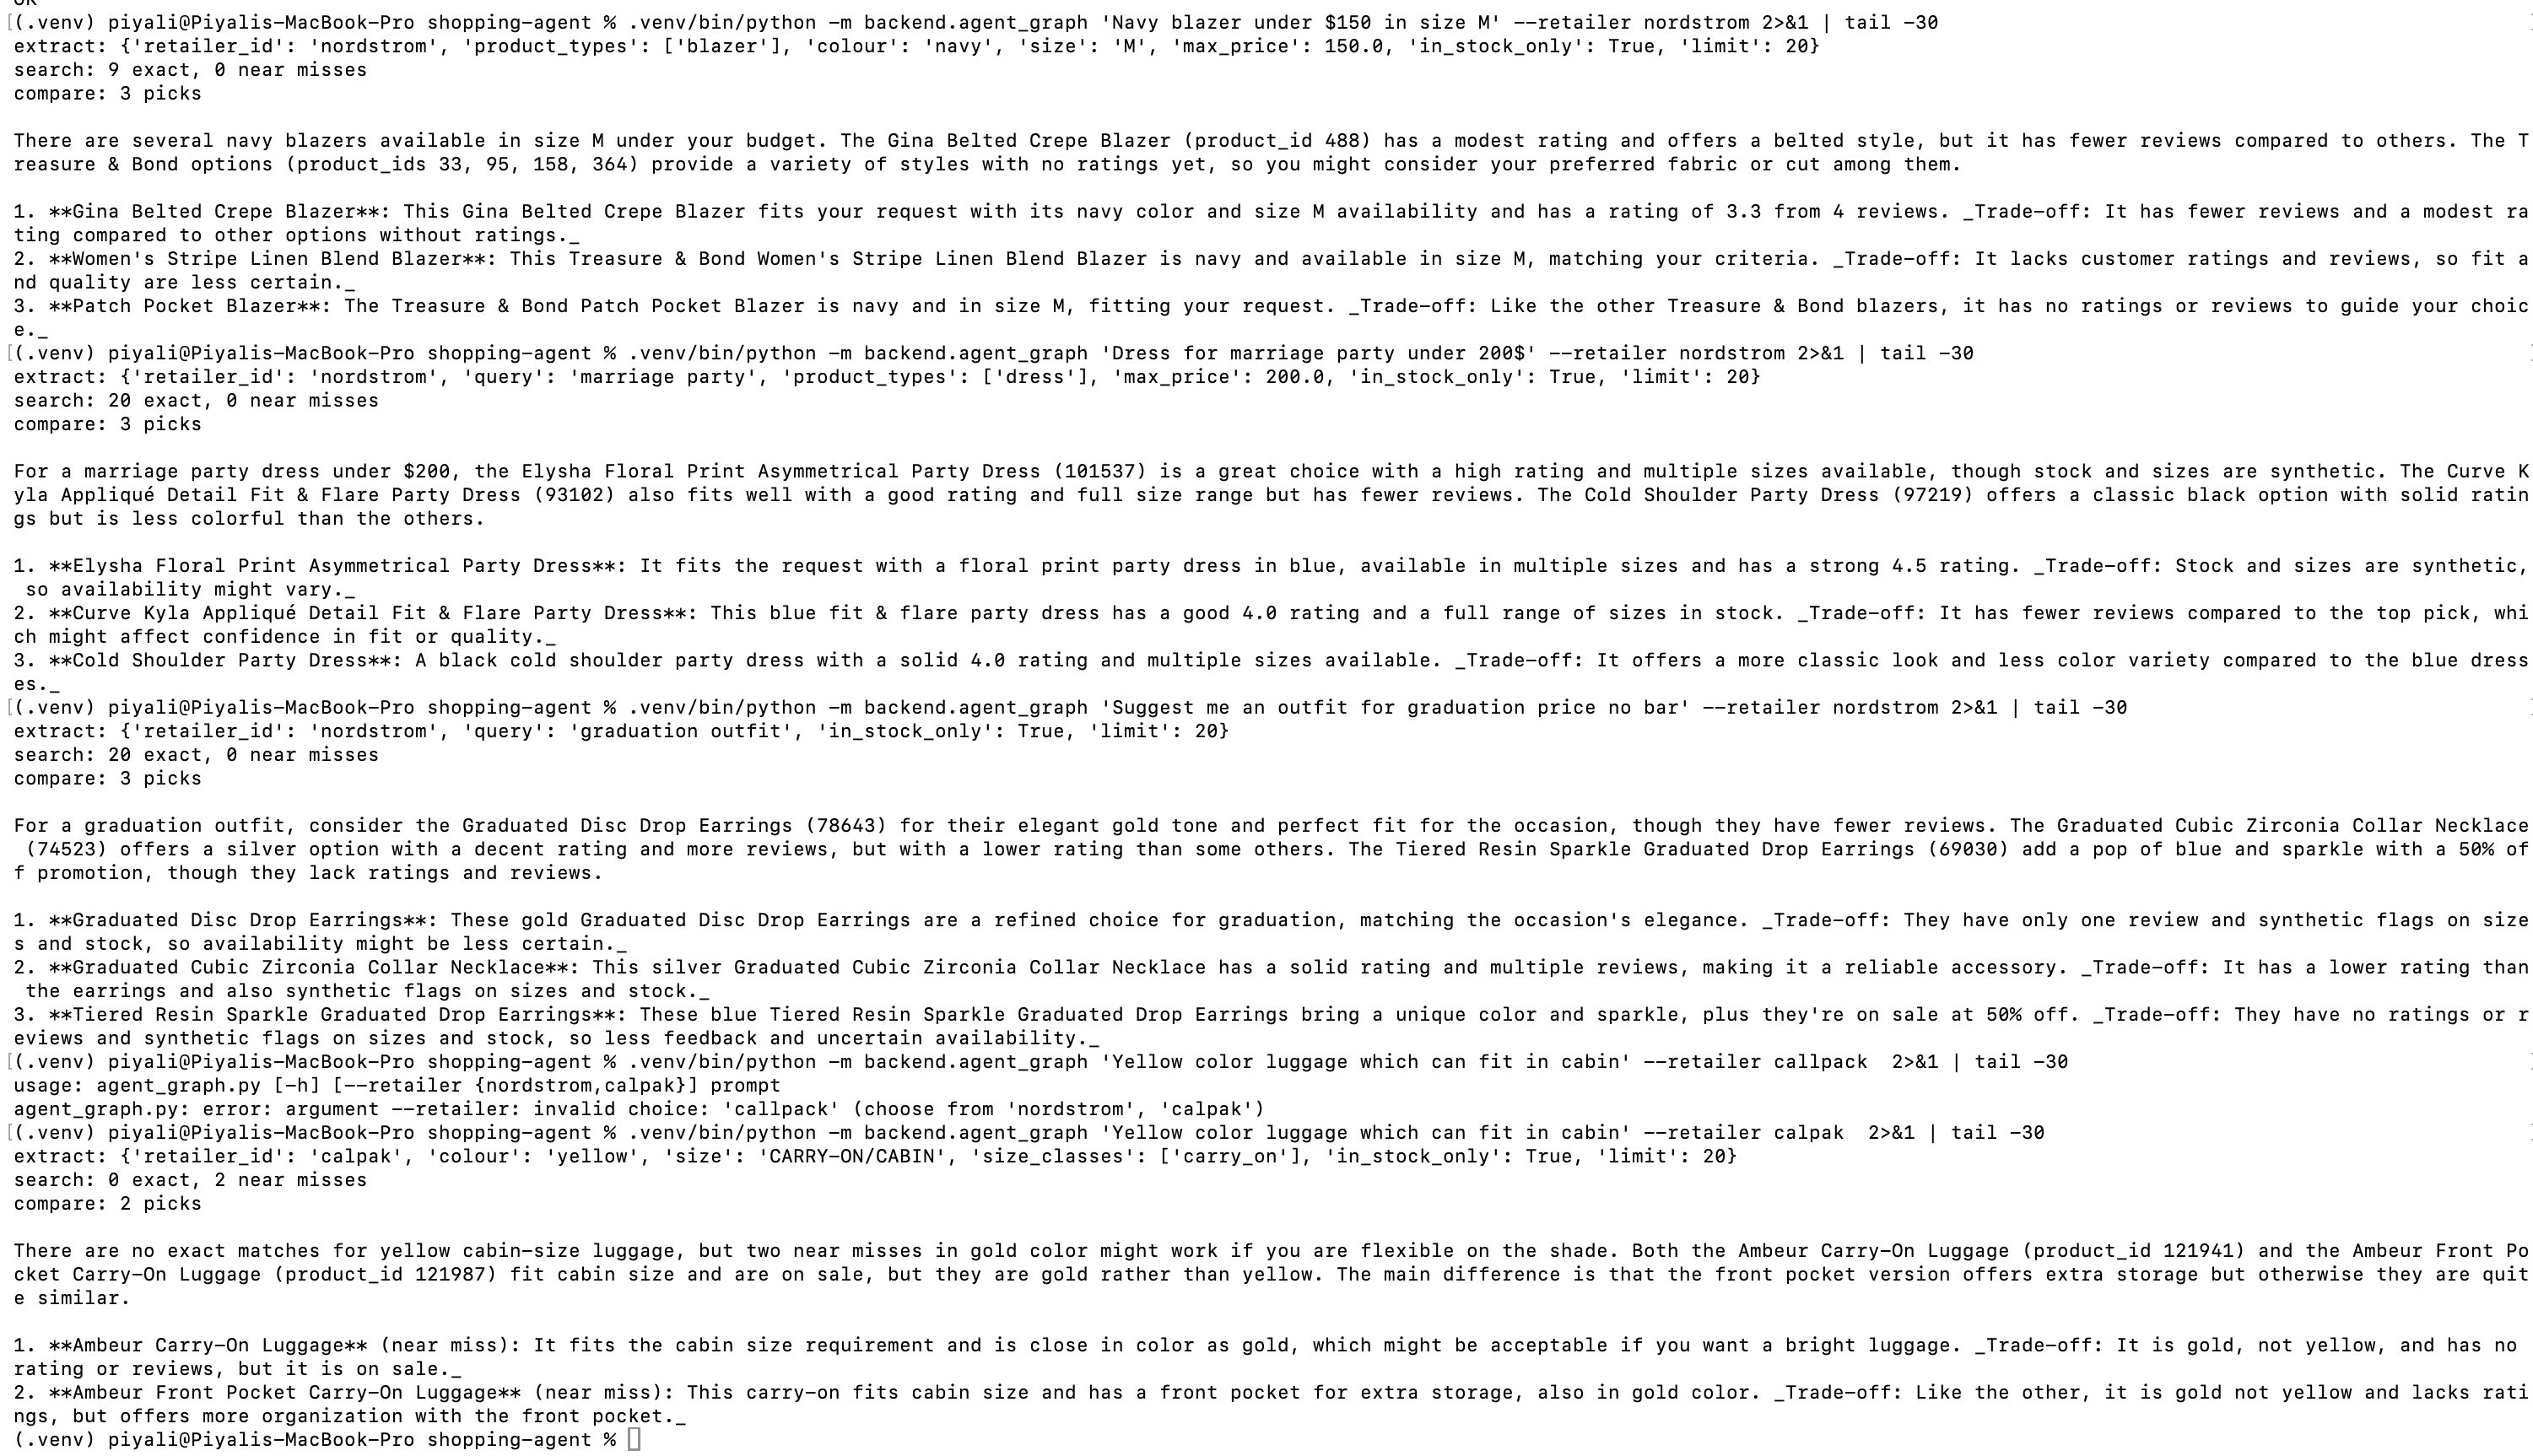 (.venv) piyali@Piyalis-MacBook-Pro shopping-agent % .venv/bin/python -m backend.agent_graph 'Navy blazer under $150 in size M' --retailer nordstrom 2>&1 | tail -30
extract: {'retailer_id': 'nordstrom', 'product_types': ['blazer'], 'colour': 'navy', 'size': 'M', 'max_price': 150.0, 'in_stock_only': True, 'limit': 20}
search: 9 exact, 0 near misses
compare: 3 picks
There are several navy blazers available in size M under your budget. The Gina Belted Crepe Blazer (product_id 488) has a modest rating and offers a belted style, but it has fewer reviews compared to others. The T
reasure & Bond options (product_ids 33, 95, 158, 364) provide a variety of styles with no ratings yet, so you might consider your preferred fabric or cut among them.
1. **Gina Belted Crepe Blazer**: This Gina Belted Crepe Blazer fits your request with its navy color and size M availability and has a rating of 3.3 from 4 reviews. _Trade-off: It has fewer reviews and a modest ra
ting compared to other options without ratings._
2. **Women's Stripe Linen Blend Blazer**: This Treasure & Bond Women's Stripe Linen Blend Blazer is navy and available in size M, matching your criteria. _Trade-off: It lacks customer ratings and reviews, so fit a
nd quality are less certain._
3. **Patch Pocket Blazer**: The Treasure & Bond Patch Pocket Blazer is navy and in size M, fitting your request. _Trade-off: Like the other Treasure & Bond blazers, it has no ratings or reviews to guide your choic
e._
(.venv) piyali@Piyalis-MacBook-Pro shopping-agent % .venv/bin/python -m backend.agent_graph 'Dress for marriage party under 200$' --retailer nordstrom 2>&1 | tail -30
extract: {'retailer_id': 'nordstrom', 'query': 'marriage party', 'product_types': ['dress'], 'max_price': 200.0, 'in_stock_only': True, 'limit': 20}
search: 20 exact, 0 near misses
compare: 3 picks
For a marriage party dress under $200, the Elysha Floral Print Asymmetrical Party Dress (101537) is a great choice with a high rating and multiple sizes available, though stock and sizes are synthetic. The Curve K
yla Appliqué Detail Fit & Flare Party Dress (93102) also fits well with a good rating and full size range but has fewer reviews. The Cold Shoulder Party Dress (97219) offers a classic black option with solid ratin
gs but is less colorful than the others.
1. **Elysha Floral Print Asymmetrical Party Dress**: It fits the request with a floral print party dress in blue, available in multiple sizes and has a strong 4.5 rating. _Trade-off: Stock and sizes are synthetic,
 so availability might vary._
2. **Curve Kyla Appliqué Detail Fit & Flare Party Dress**: This blue fit & flare party dress has a good 4.0 rating and a full range of sizes in stock. _Trade-off: It has fewer reviews compared to the top pick, whi
ch might affect confidence in fit or quality._
3. **Cold Shoulder Party Dress**: A black cold shoulder party dress with a solid 4.0 rating and multiple sizes available. _Trade-off: It offers a more classic look and less color variety compared to the blue dress
es._
(.venv) piyali@Piyalis-MacBook-Pro shopping-agent % .venv/bin/python -m backend.agent_graph 'Suggest me an outfit for graduation price no bar' --retailer nordstrom 2>&1 | tail -30
extract: {'retailer_id': 'nordstrom', 'query': 'graduation outfit', 'in_stock_only': True, 'limit': 20}
search: 20 exact, 0 near misses
compare: 3 picks
For a graduation outfit, consider the Graduated Disc Drop Earrings (78643) for their elegant gold tone and perfect fit for the occasion, though they have fewer reviews. The Graduated Cubic Zirconia Collar Necklace
 (74523) offers a silver option with a decent rating and more reviews, but with a lower rating than some others. The Tiered Resin Sparkle Graduated Drop Earrings (69030) add a pop of blue and sparkle with a 50% of
f promotion, though they lack ratings and reviews.
1. **Graduated Disc Drop Earrings**: These gold Graduated Disc Drop Earrings are a refined choice for graduation, matching the occasion's elegance. _Trade-off: They have only one review and synthetic flags on size
s and stock, so availability might be less certain._
2. **Graduated Cubic Zirconia Collar Necklace**: This silver Graduated Cubic Zirconia Collar Necklace has a solid rating and multiple reviews, making it a reliable accessory. _Trade-off: It has a lower rating than
 the earrings and also synthetic flags on sizes and stock._
3. **Tiered Resin Sparkle Graduated Drop Earrings**: These blue Tiered Resin Sparkle Graduated Drop Earrings bring a unique color and sparkle, plus they're on sale at 50% off. _Trade-off: They have no ratings or r
eviews and synthetic flags on sizes and stock, so less feedback and uncertain availability._
(.venv) piyali@Piyalis-MacBook-Pro shopping-agent % .venv/bin/python -m backend.agent_graph 'Yellow color luggage which can fit in cabin' --retailer callpack  2>&1 | tail -30
usage: agent_graph.py [-h] [--retailer {nordstrom,calpak}] prompt
agent_graph.py: error: argument --retailer: invalid choice: 'callpack' (choose from 'nordstrom', 'calpak')
(.venv) piyali@Piyalis-MacBook-Pro shopping-agent % .venv/bin/python -m backend.agent_graph 'Yellow color luggage which can fit in cabin' --retailer calpak  2>&1 | tail -30
extract: {'retailer_id': 'calpak', 'colour': 'yellow', 'size': 'CARRY-ON/CABIN', 'size_classes': ['carry_on'], 'in_stock_only': True, 'limit': 20}
search: 0 exact, 2 near misses
compare: 2 picks
There are no exact matches for yellow cabin-size luggage, but two near misses in gold color might work if you are flexible on the shade. Both the Ambeur Carry-On Luggage (product_id 121941) and the Ambeur Front Po
cket Carry-On Luggage (product_id 121987) fit cabin size and are on sale, but they are gold rather than yellow. The main difference is that the front pocket version offers extra storage but otherwise they are quit
e similar.
1. **Ambeur Carry-On Luggage** (near miss): It fits the cabin size requirement and is close in color as gold, which might be acceptable if you want a bright luggage. _Trade-off: It is gold, not yellow, and has no
rating or reviews, but it is on sale._
2. **Ambeur Front Pocket Carry-On Luggage** (near miss): This carry-on fits cabin size and has a front pocket for extra storage, also in gold color. _Trade-off: Like the other, it is gold not yellow and lacks rati
ngs, but offers more organization with the front pocket._
(.venv) piyali@Piyalis-MacBook-Pro shopping-agent %